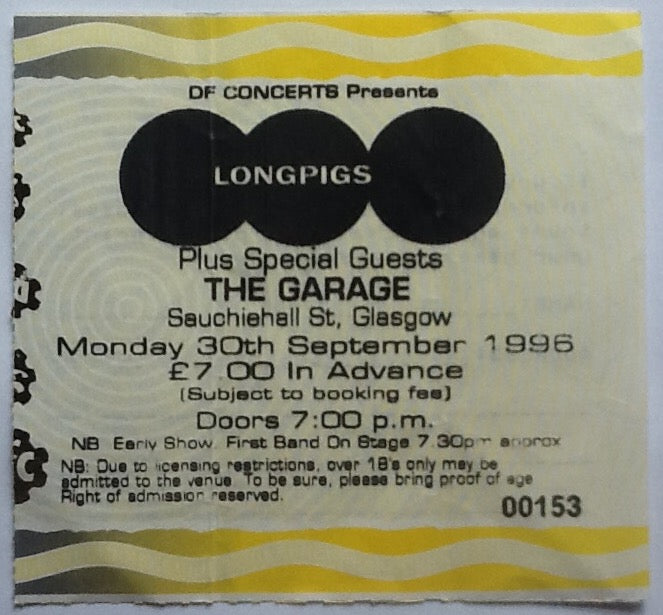 DF CONCERTS Presents
LONGPIGS
Plus Special Guests
THE GARAGE
Sauchiehall St, Glasgow
Monday 30th September 1996
£7.00 In Advance
(Subject to booking fee)
Doors 7:00 p.m.
NB Early Show. First Band On Stage 7.30pm approx
NB: Due to licensing restrictions, over 18's only may be
admitted to the venue. To be sure, please bring proof of age
Right of admission reserved.
00153